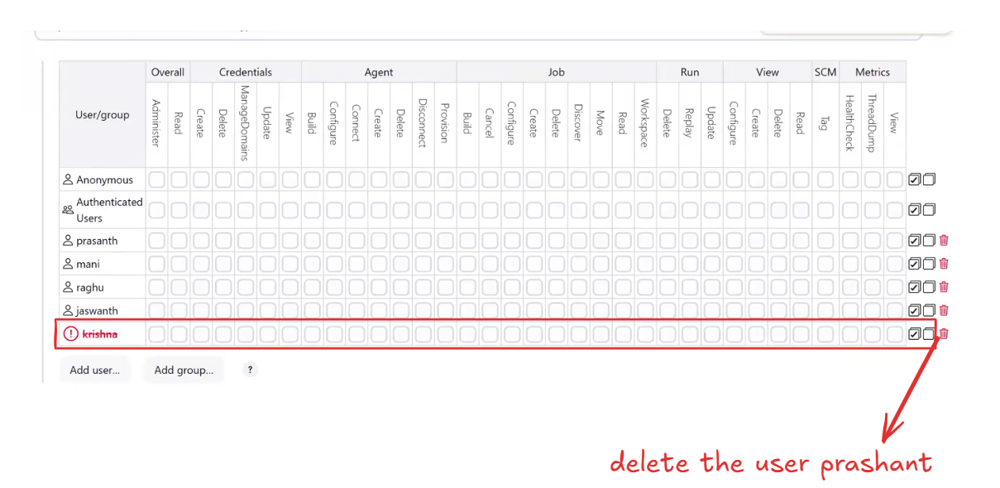 Overall Credentials Agent Job Run View SCM Metrics
User/group Administer Read Create Delete ManageDomains Update View Build Configure Connect Create Delete Disconnect Provision Build Cancel Configure Create Delete Discover Move Read Workspace Delete Replay Update Configure Create Delete Read Tag HealthCheck ThreadDump View
Anonymous
Authenticated
Users
prasanth
mani
raghu
jaswanth
krishna
Add user... Add group... ?
delete the user prashant